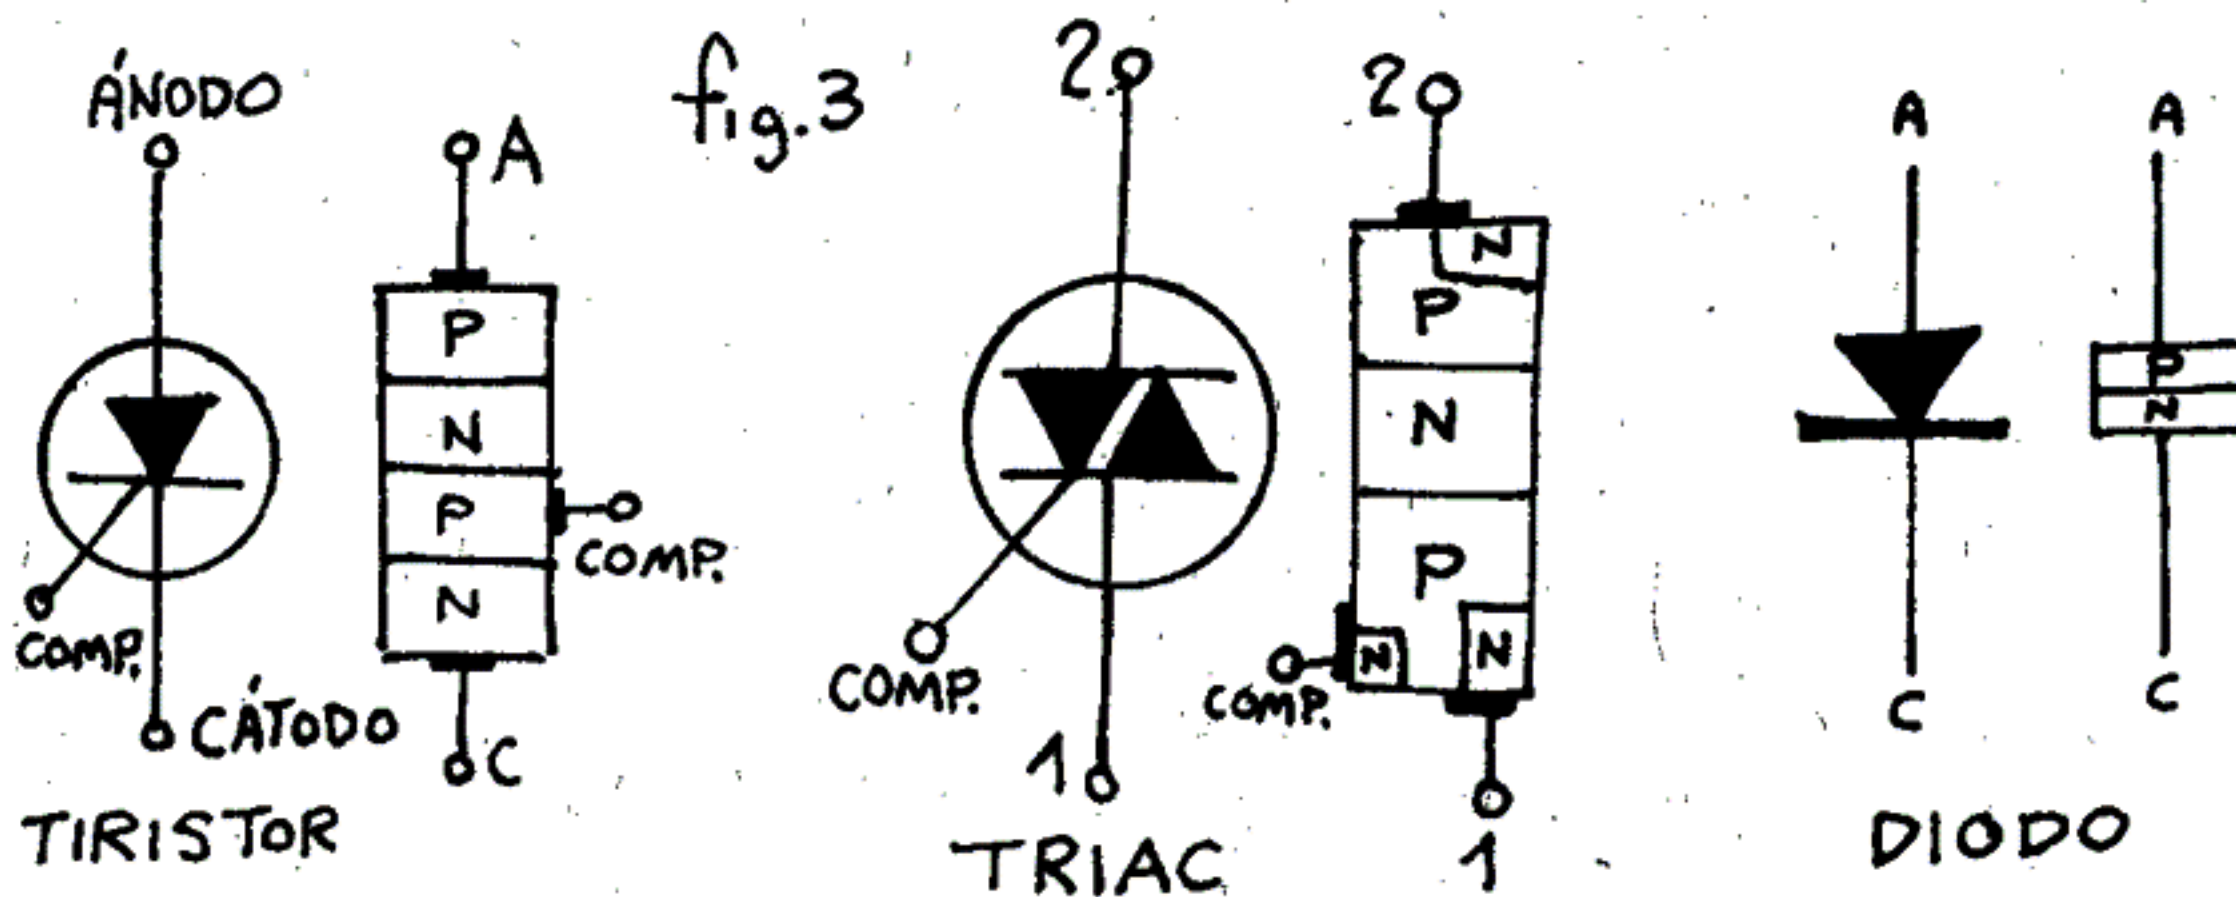 ÁNODO
COMP.
CÁTODO
TIRISTOR
A
P
N
P
N
COMP.
C
fig.3
2
COMP.
1
TRIAC
2
N
P
N
P
N
N
COMP.
1
A
C
A
P
N
C
DIODO